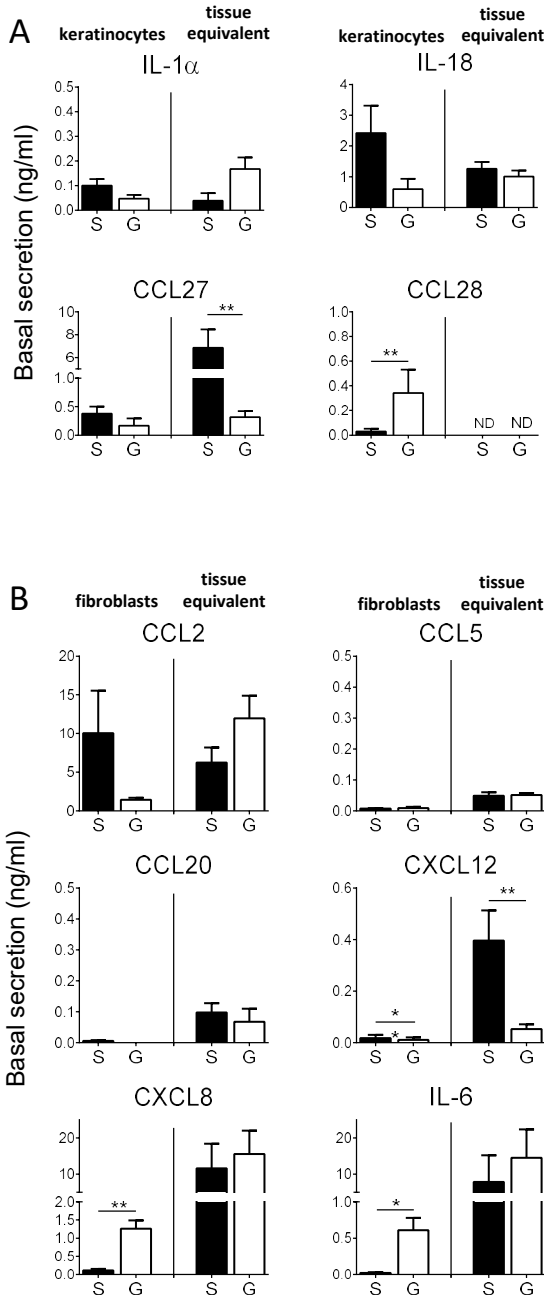 A
keratinocytes
tissue
equivalent
keratinocytes
tissue
equivalent
IL-1α
IL-18
Basal secretion (ng/ml)
0.5
0.4
0.3
0.2
0.1
0.0
S G S G
4
3
2
1
0
S G S G
CCL27
CCL28
10
8
6
1.0
0.5
0.0
**
S G S G
1.0
0.8
0.6
0.4
0.2
0.0
**
ND ND
S G S G
B
fibroblasts
tissue
equivalent
fibroblasts
tissue
equivalent
CCL2
CCL5
Basal secretion (ng/ml)
20
15
10
5
0
S G S G
0.5
0.4
0.3
0.2
0.1
0.0
S G S G
CCL20
CXCL12
0.5
0.4
0.3
0.2
0.1
0.0
S G S G
0.6
0.4
0.2
0.0
*
*
**
S G S G
CXCL8
IL-6
20
10
2.0
1.5
1.0
0.5
0.0
**
S G S G
20
10
1.0
0.5
0.0
*
S G S G